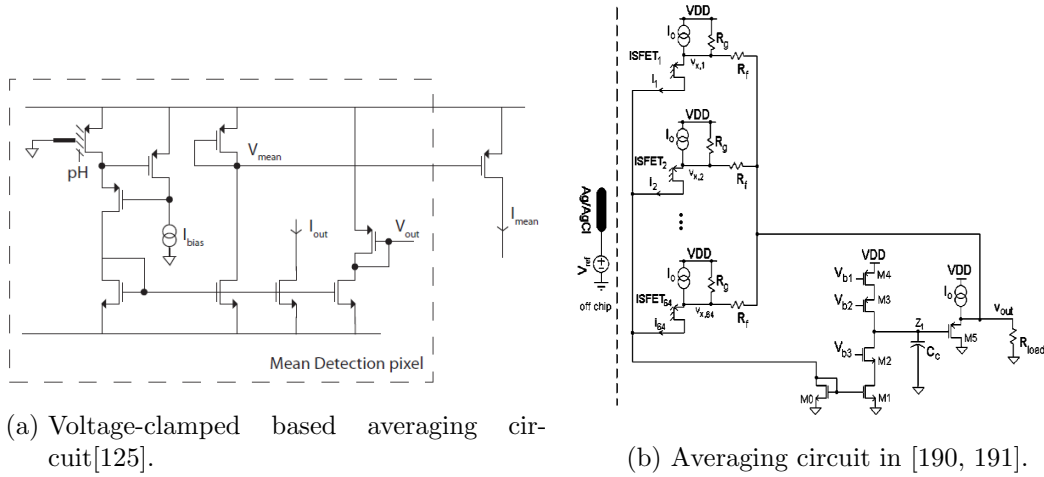 pH
V_mean
I_bias
I_out
V_out
I_mean
Mean Detection pixel
(a) Voltage-clamped based averaging cir-
cuit[125].
VDD
I_o
R_g
ISFET_1
v_x,1
R_f
I_1
VDD
I_o
R_g
ISFET_2
v_x,2
R_f
I_2
Ag/AgCl
V_ref
off chip
VDD
I_o
R_g
ISFET_64
v_x,64
R_f
I_64
VDD
V_b1
M4
V_b2
M3
VDD
I_o
v_out
Z_1
M5
R_load
C_c
V_b3
M2
M0
M1
(b) Averaging circuit in [190, 191].